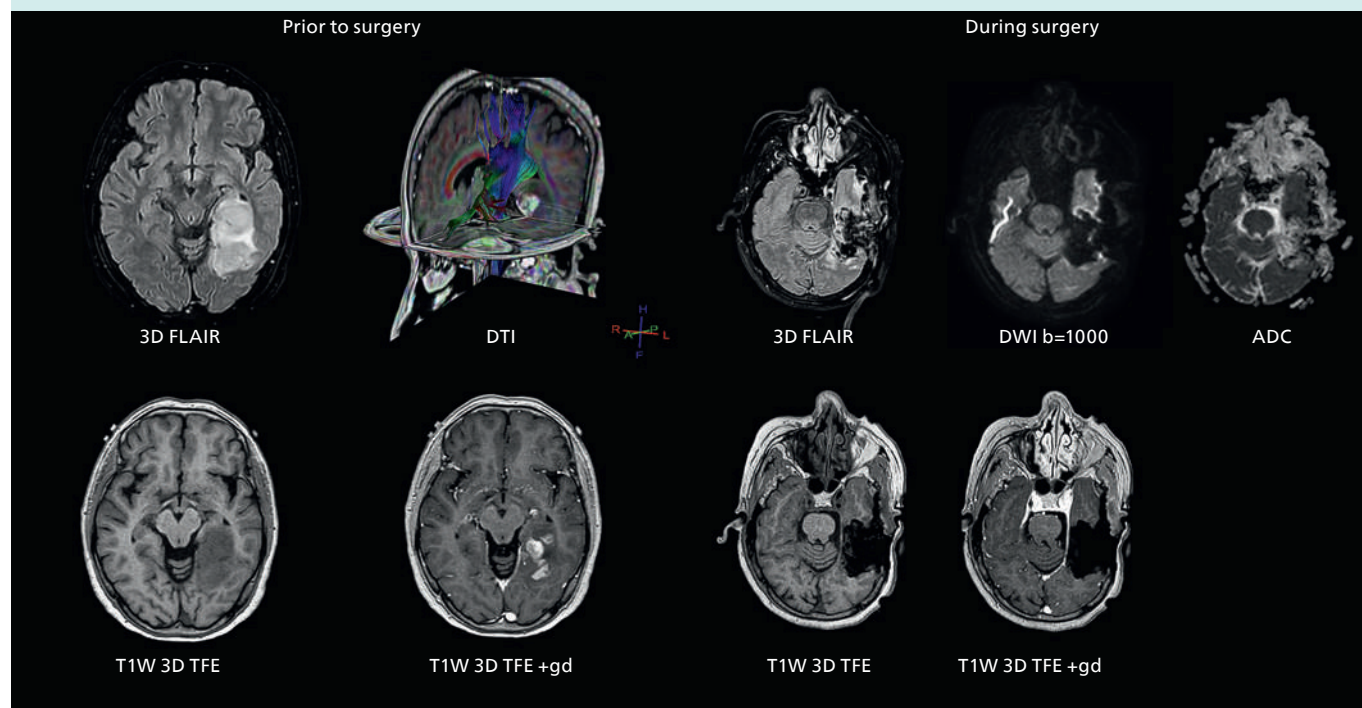 Prior to surgery
During surgery
3D FLAIR
DTI
H
R A P L
F
3D FLAIR
DWI b=1000
ADC
T1W 3D TFE
T1W 3D TFE +gd
T1W 3D TFE
T1W 3D TFE +gd